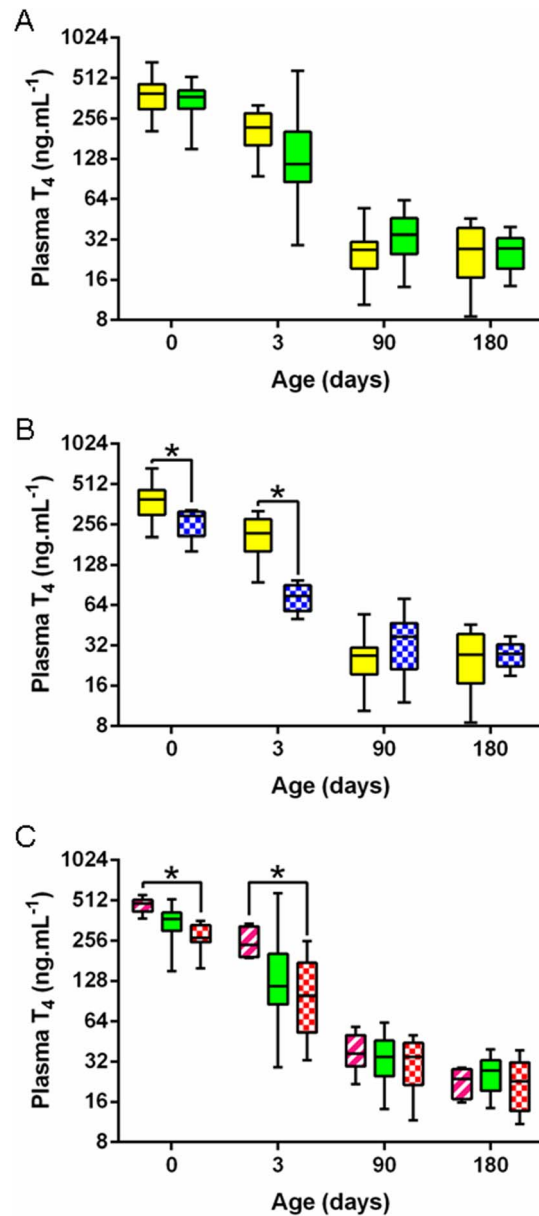 A
1024
512
256
128
64
32
16
8
Plasma T4 (ng.mL-1)
0 3 90 180
Age (days)
B
1024
512
256
128
64
32
16
8
Plasma T4 (ng.mL-1)
* *
0 3 90 180
Age (days)
C
1024
512
256
128
64
32
16
8
Plasma T4 (ng.mL-1)
* *
0 3 90 180
Age (days)